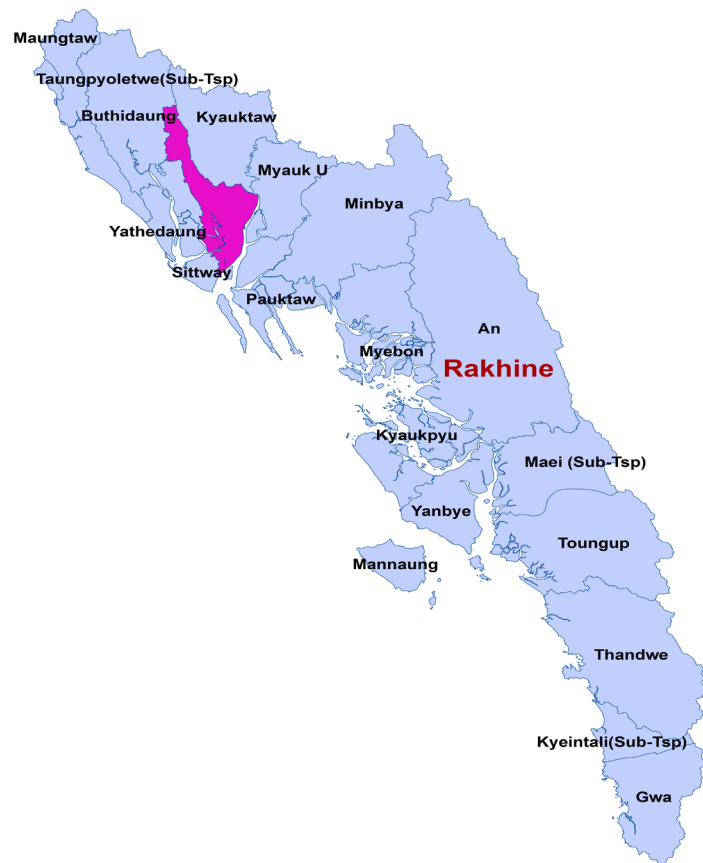 Maungtaw
Taungpyoletwe(Sub-Tsp)
Buthidaung
Kyauktaw
Myauk U
Minbya
Yathedaung
Sittway
Pauktaw
An
Myebon
Rakhine
Kyaukpyu
Maei (Sub-Tsp)
Yanbye
Toungup
Mannaung
Thandwe
Kyeintali(Sub-Tsp)
Gwa